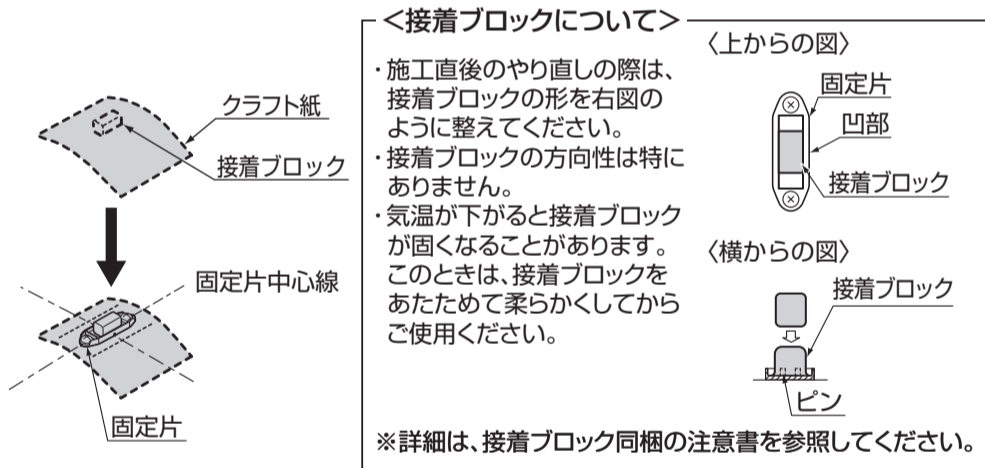 クラフト紙
接着ブロック
固定片中心線
固定片
＜接着ブロックについて＞
・施工直後のやり直しの際は、
接着ブロックの形を右図の
ように整えてください。
・接着ブロックの方向性は特に
ありません。
・気温が下がると接着ブロック
が固くなることがあります。
このときは、接着ブロックを
あたためて柔らかくしてから
ご使用ください。
〈上からの図〉
固定片
凹部
接着ブロック
〈横からの図〉
接着ブロック
ピン
※詳細は、接着ブロック同梱の注意書を参照してください。